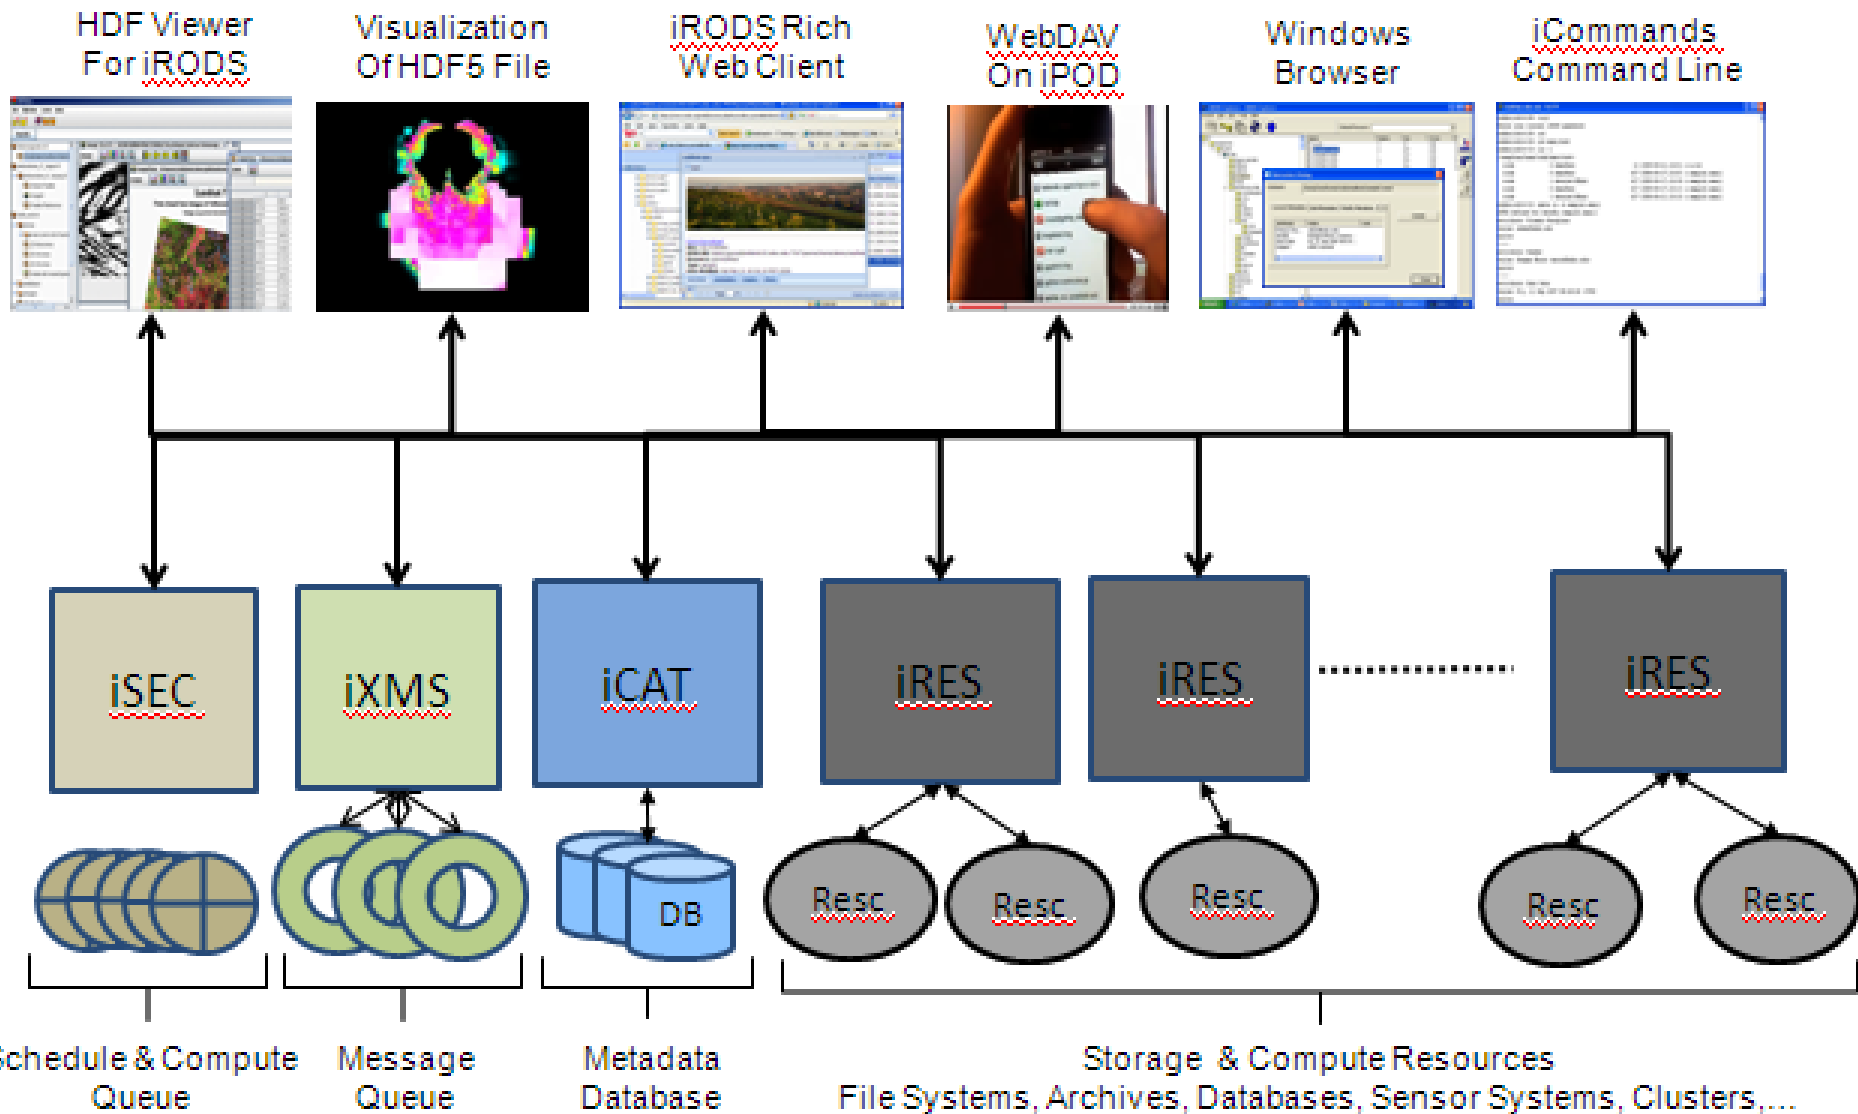 HDF Viewer
For iRODS
Visualization
Of HDF5 File
iRODS Rich
Web Client
WebDAV
On iPOD
Windows
Browser
iCommands
Command Line
iSEC
iXMS
iCAT
iRES
iRES
iRES
DB
Resc
Resc
Resc
Resc
Resc
Schedule & Compute
Queue
Message
Queue
Metadata
Database
Storage & Compute Resources
File Systems, Archives, Databases, Sensor Systems, Clusters,...